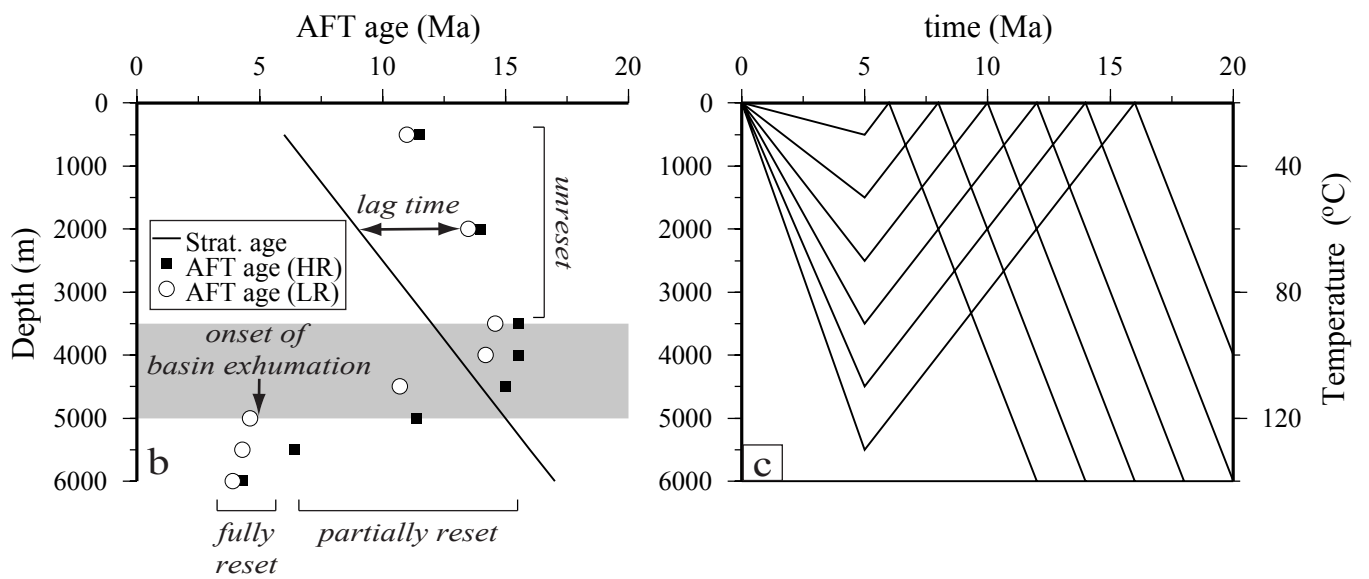 AFT age (Ma)
0 5 10 15 20
Depth (m)
0
1000
2000
3000
4000
5000
6000
lag time
unreset
Strat. age
AFT age (HR)
AFT age (LR)
onset of
basin exhumation
b
fully
reset
partially reset
time (Ma)
0 5 10 15 20
0
1000
2000
3000
4000
5000
6000
40
80
120
Temperature (ºC)
c